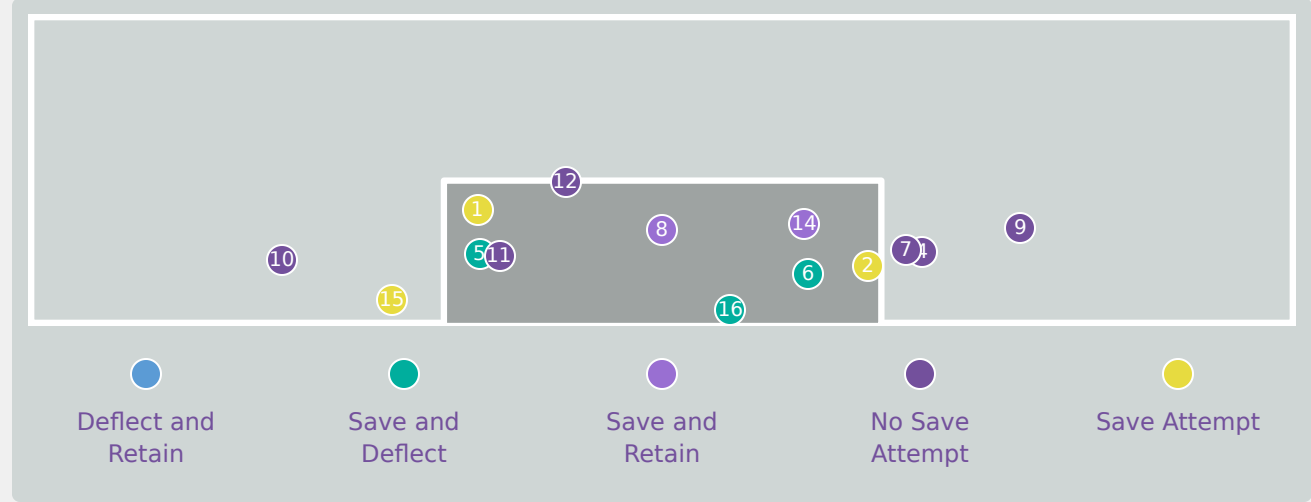 12
1
8
14
9
5
11
7
4
10
2
6
15
16
Deflect and
Retain
Save and
Deflect
Save and
Retain
No Save
Attempt
Save Attempt